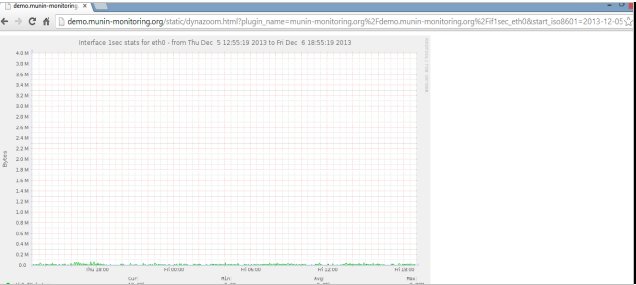 demo.munin-monitoring
demo.munin-monitoring.org/static/dynazoom.html?plugin_name=munin-monitoring.org%2Fdemo.munin-monitoring.org%2Fif1sec_eth0&start_iso8601=2013-12-05
Interface 1sec stats for eth0 - from Thu Dec 5 12:55:19 2013 to Fri Dec 6 18:55:19 2013
4.0 M
3.8 M
3.6 M
3.4 M
3.2 M
3.0 M
2.8 M
2.6 M
2.4 M
2.2 M
2.0 M
1.8 M
1.6 M
1.4 M
1.2 M
1.0 M
0.8 M
0.6 M
0.4 M
0.2 M
0.0
Bytes
Thu 18:00 Fri 00:00 Fri 06:00 Fri 12:00 Fri 18:00
Cur Min Avg Max